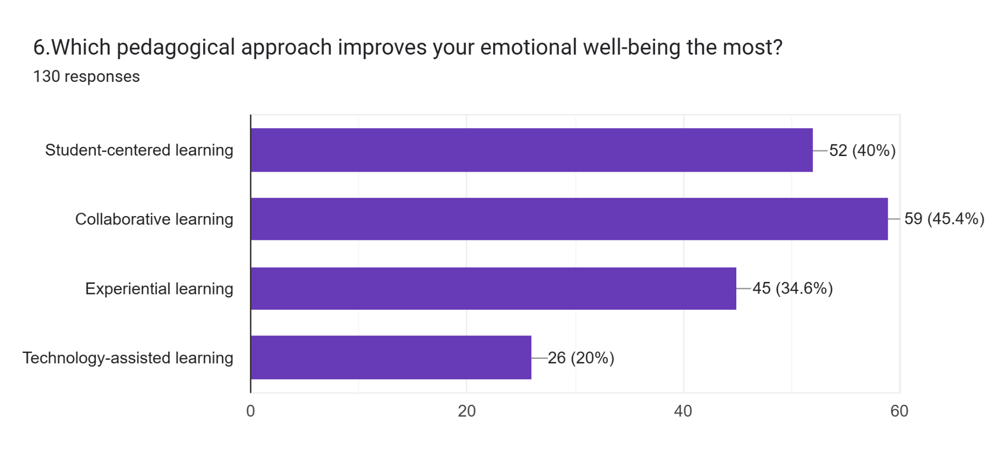 6.Which pedagogical approach improves your emotional well-being the most?
130 responses
Student-centered learning
52 (40%)
Collaborative learning
59 (45.4%)
Experiential learning
45 (34.6%)
Technology-assisted learning
26 (20%)
0
20
40
60